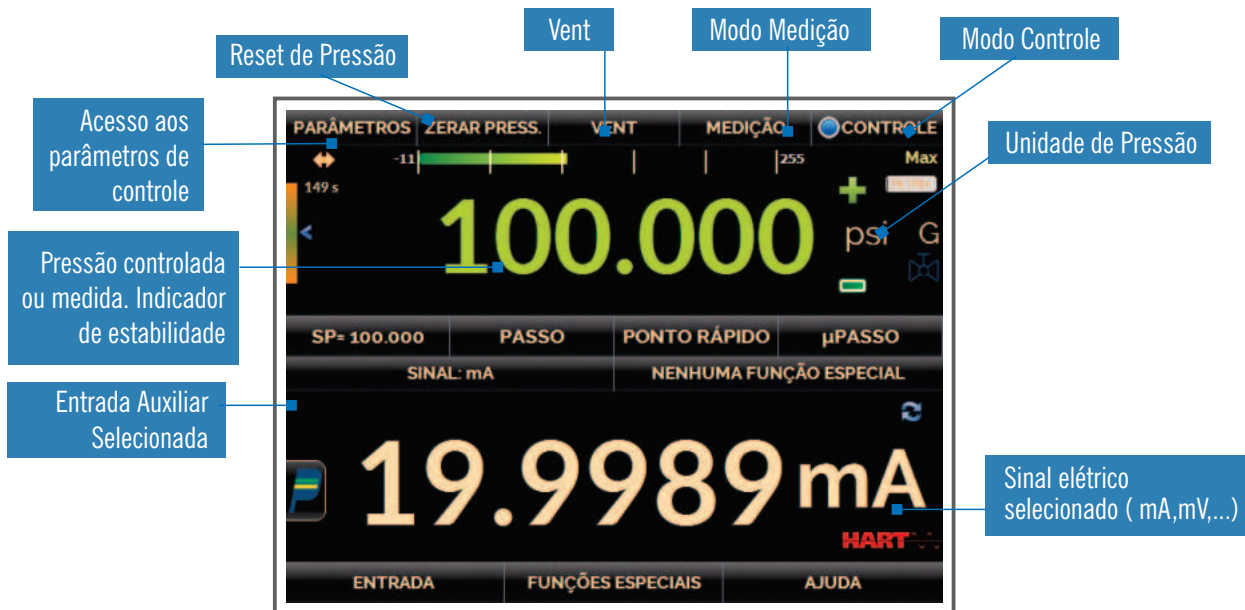 Vent
Modo Medição
Modo Controle
Reset de Pressão
Acesso aos
parâmetros de
controle
Unidade de Pressão
Pressão controlada
ou medida. Indicador
de estabilidade
Entrada Auxiliar
Selecionada
Sinal elétrico
selecionado ( mA,mV,...)
PARÂMETROS ZERAR PRESS. VENT MEDIÇÃO CONTROLE
-11 255 Max
149 s
<
100.000 psi G
SP= 100.000 PASSO PONTO RÁPIDO µPASSO
SINAL: mA NENHUMA FUNÇÃO ESPECIAL
19.9989 mA
HART
ENTRADA FUNÇÕES ESPECIAIS AJUDA